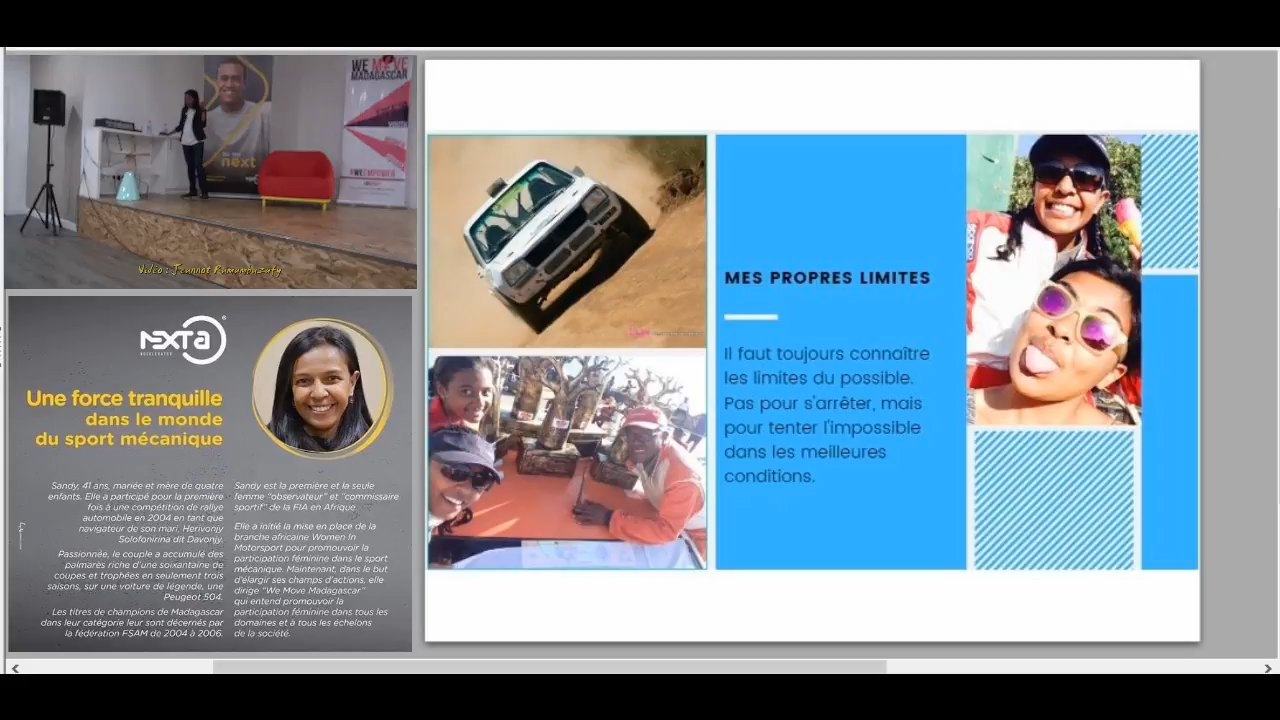 WE MOVE
MADAGASCAR
next
#WEEMPOWER
Vidéo : Jeannot Ramambazafy
NEXTA
ACCELERATED
Une force tranquille
dans le monde
du sport mécanique
Sandy, 41 ans, mariée et mère de quatre
enfants. Elle a participé pour la première
fois à une compétition de rallye
automobile en 2004 en tant que
navigateur de son mari, Herivonjy
Solofonirina dit Davonjy.
Passionnée, le couple a accumulé des
palmarès riche d'une soixantaine de
coupes et trophées en seulement trois
saisons, sur une voiture de légende, une
Peugeot 504.
Les titres de champions de Madagascar
dans leur catégorie leur sont décernés par
la fédération FSAM de 2004 à 2006.
Sandy est la première et la seule
femme "observateur" et "commissaire
sportif" de la FIA en Afrique.
Elle a initié la mise en place de la
branche africaine Women In
Motorsport pour promouvoir la
participation féminine dans le sport
mécanique. Maintenant, dans le but
d'élargir ses champs d'actions, elle
dirige "We Move Madagascar"
qui entend promouvoir la
participation féminine dans tous les
domaines et à tous les échelons
de la société.
MES PROPRES LIMITES
Il faut toujours connaître
les limites du possible.
Pas pour s'arrêter, mais
pour tenter l'impossible
dans les meilleures
conditions.